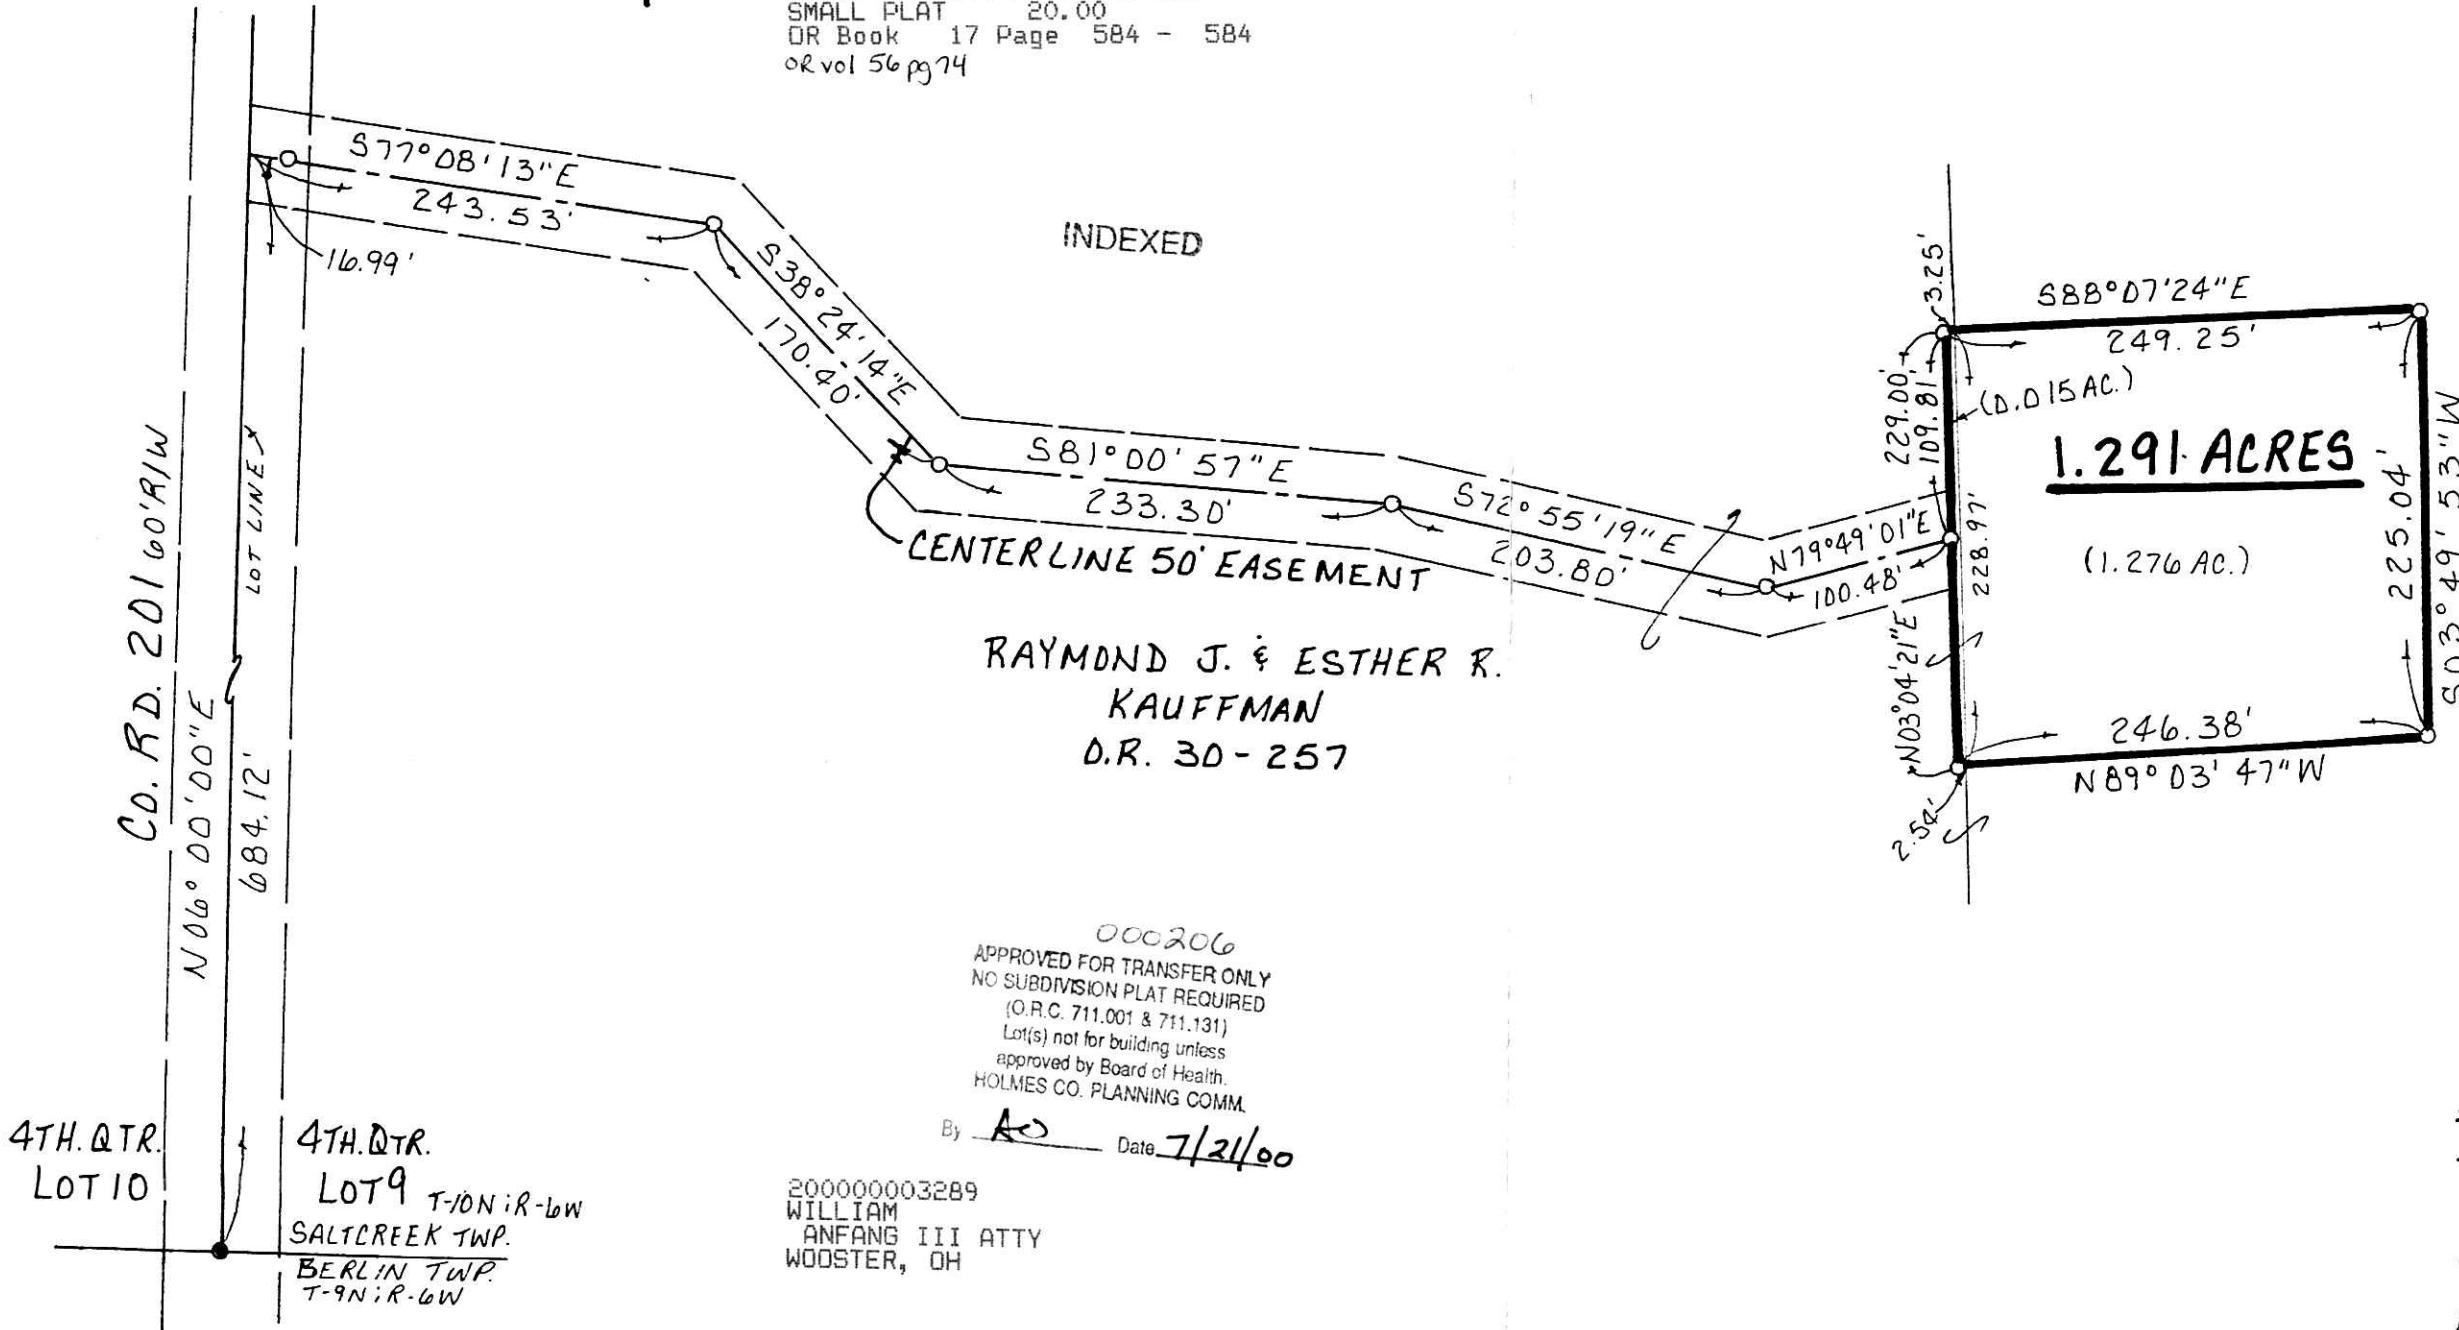 SMALL PLAT 20.00
OR Book 17 Page 584 - 584
OR vol 56 pg 74
S77°08'13"E
243.53'
16.99'
INDEXED
S38°24'14"E
170.40'
S81°00'57"E
233.30'
CENTERLINE 50' EASEMENT
S72°55'19"E
203.80'
N79°49'01"E
100.48'
3.25'
229.00'
109.81'
228.97'
N03°04'21"E
2.54'
S88°07'24"E
249.25'
(0.015 AC.)
1.291 ACRES
(1.276 AC.)
225.04'
S03°49'53"W
246.38'
N89°03'47"W
RAYMOND J. & ESTHER R.
KAUFFMAN
O.R. 30-257
CO. RD. 201 60' R/W
LOT LINE
N06°00'00"E
684.12'
000206
APPROVED FOR TRANSFER ONLY
NO SUBDIVISION PLAT REQUIRED
(O.R.C. 711.001 & 711.131)
Lot(s) not for building unless
approved by Board of Health.
HOLMES CO. PLANNING COMM.
By AO Date 7/21/00
4TH. QTR.
LOT 10
4TH. QTR.
LOT 9 T-10N; R-6W
SALTCREEK TWP.
BERLIN TWP.
T-9N; R-6W
200000003289
WILLIAM
ANFANG III ATTY
WOOSTER, OH